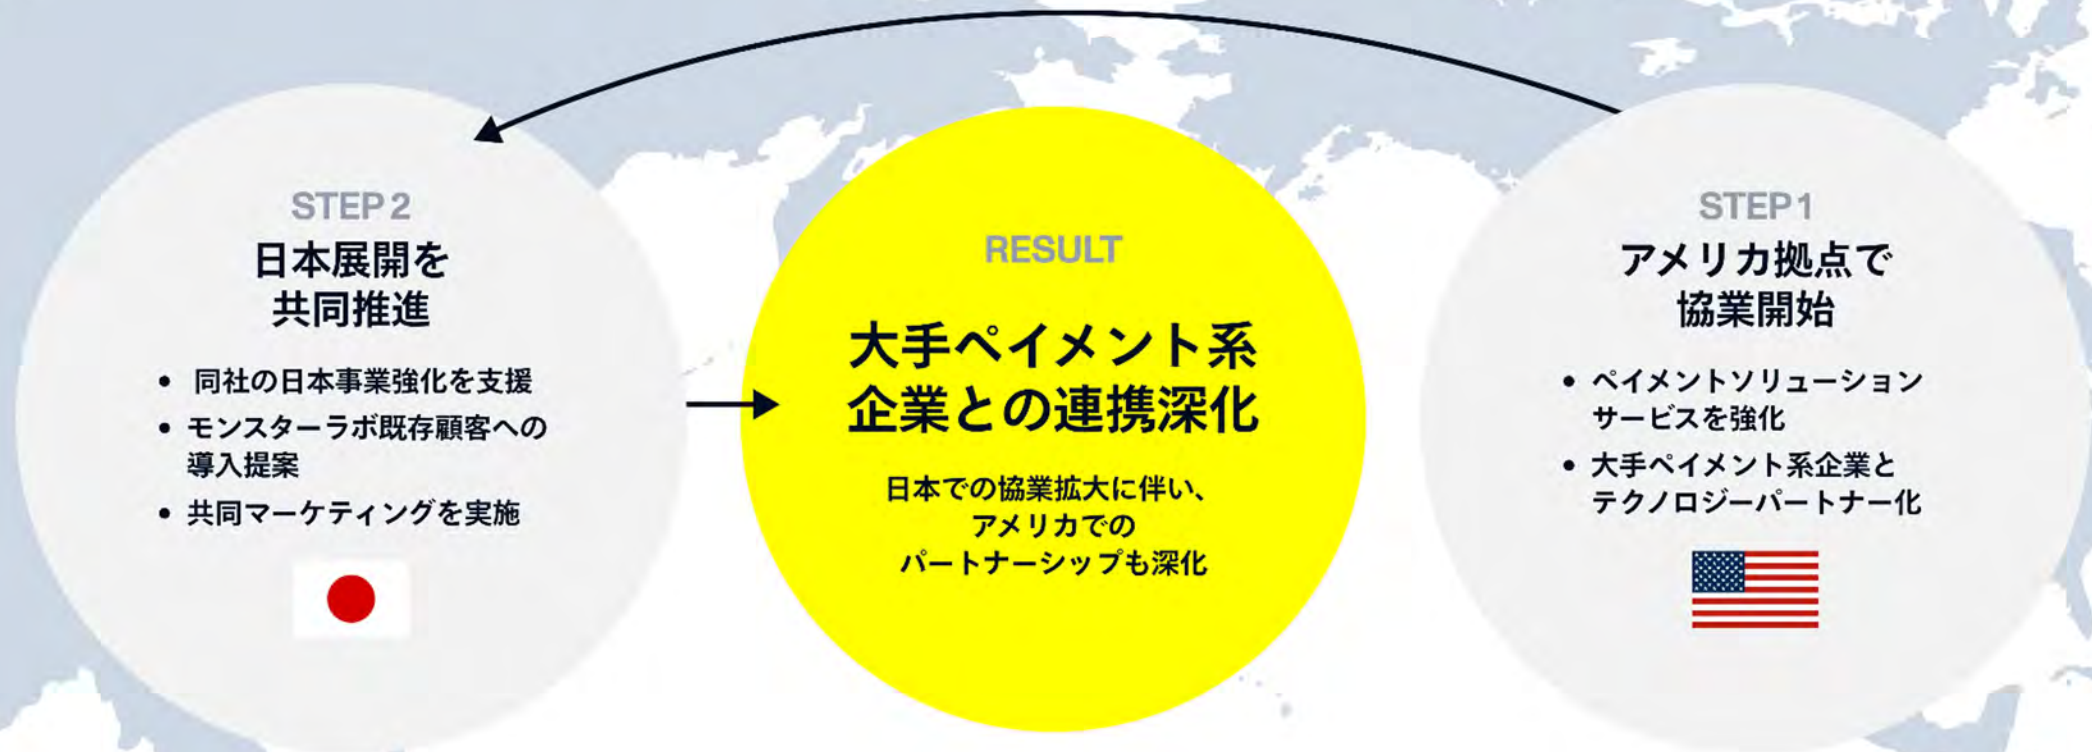 STEP 2
日本展開を
共同推進
• 同社の日本事業強化を支援
• モンスターラボ既存顧客への
導入提案
• 共同マーケティングを実施
RESULT
大手ペイメント系
企業との連携深化
日本での協業拡大に伴い、
アメリカでの
パートナーシップも深化
STEP 1
アメリカ拠点で
協業開始
• ペイメントソリューション
サービスを強化
• 大手ペイメント系企業と
テクノロジーパートナー化